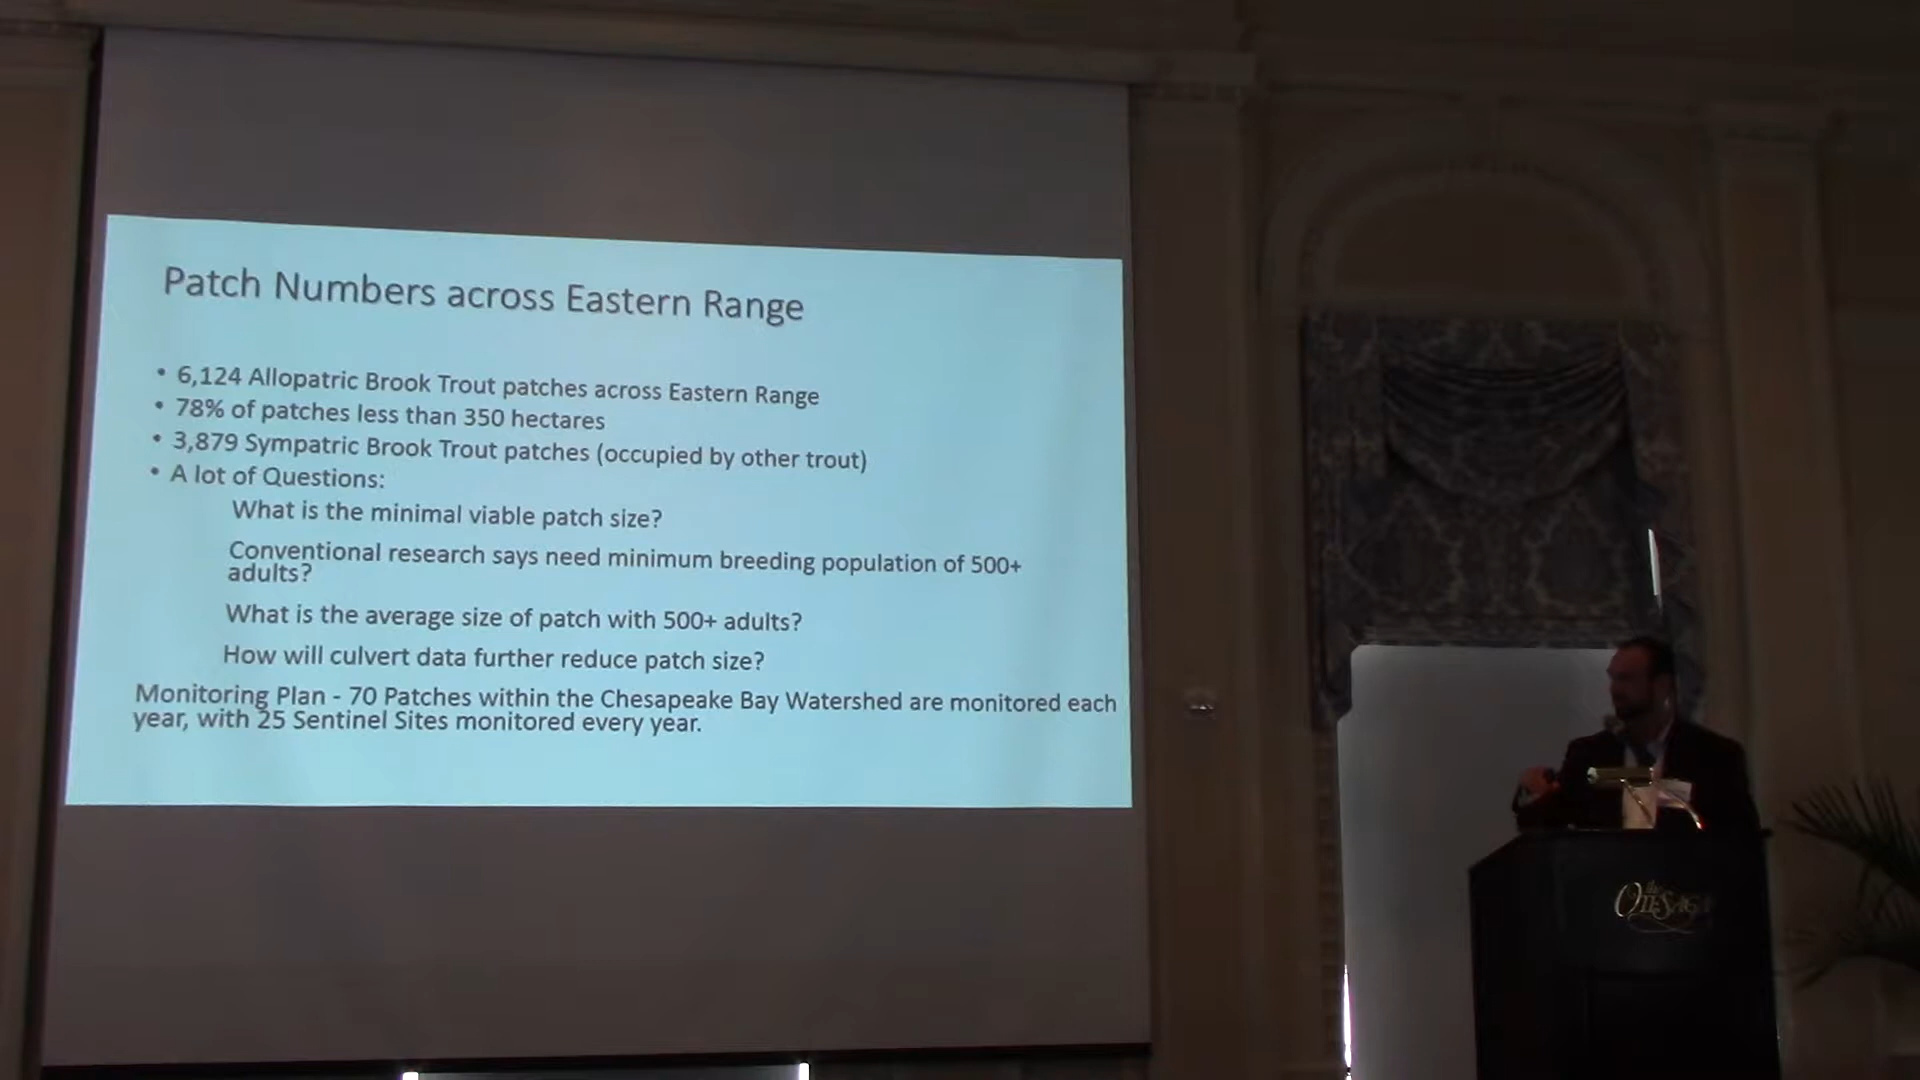 Patch Numbers across Eastern Range
• 6,124 Allopatric Brook Trout patches across Eastern Range
• 78% of patches less than 350 hectares
• 3,879 Sympatric Brook Trout patches (occupied by other trout)
• A lot of Questions:
What is the minimal viable patch size?
Conventional research says need minimum breeding population of 500+
adults?
What is the average size of patch with 500+ adults?
How will culvert data further reduce patch size?
Monitoring Plan - 70 Patches within the Chesapeake Bay Watershed are monitored each
year, with 25 Sentinel Sites monitored every year.
the
OTESAGA